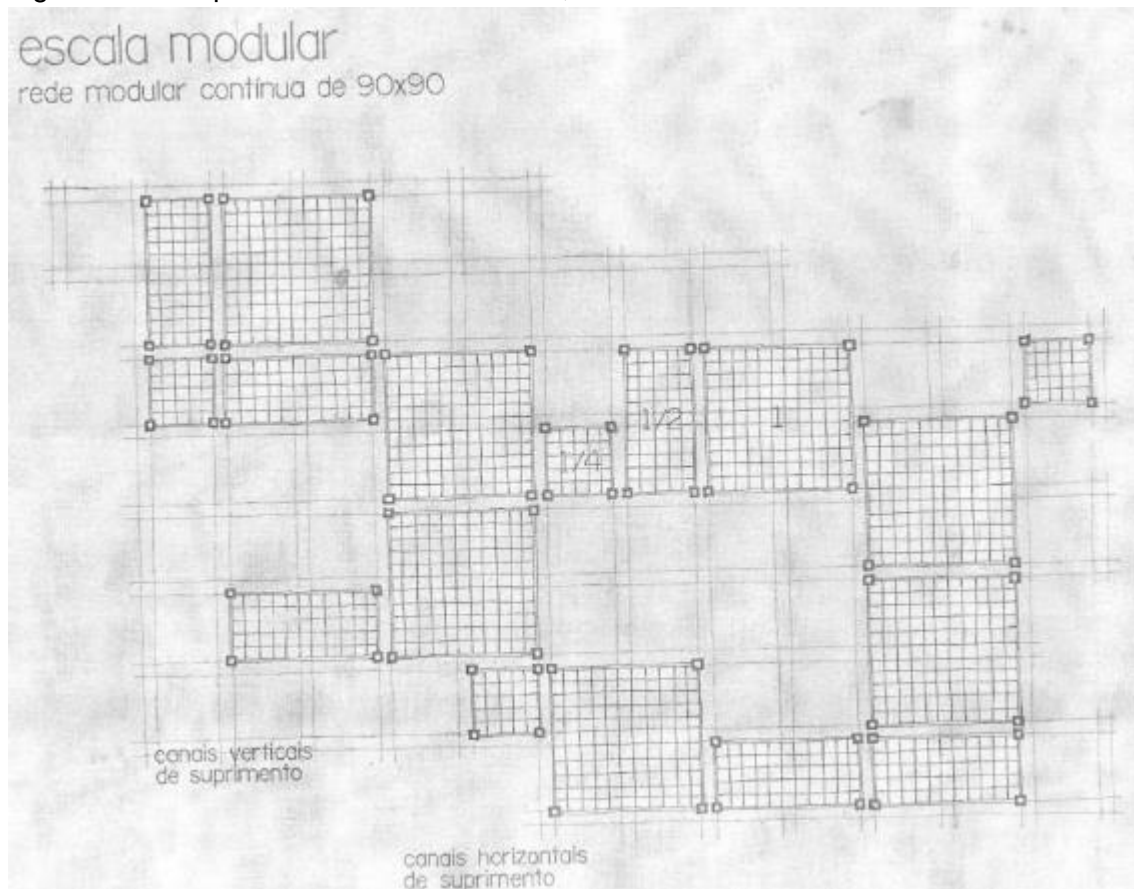 escala modular
rede modular contínua de 90x90
1/2
1
1/4
canais verticais
de suprimento
canais horizontais
de suprimento